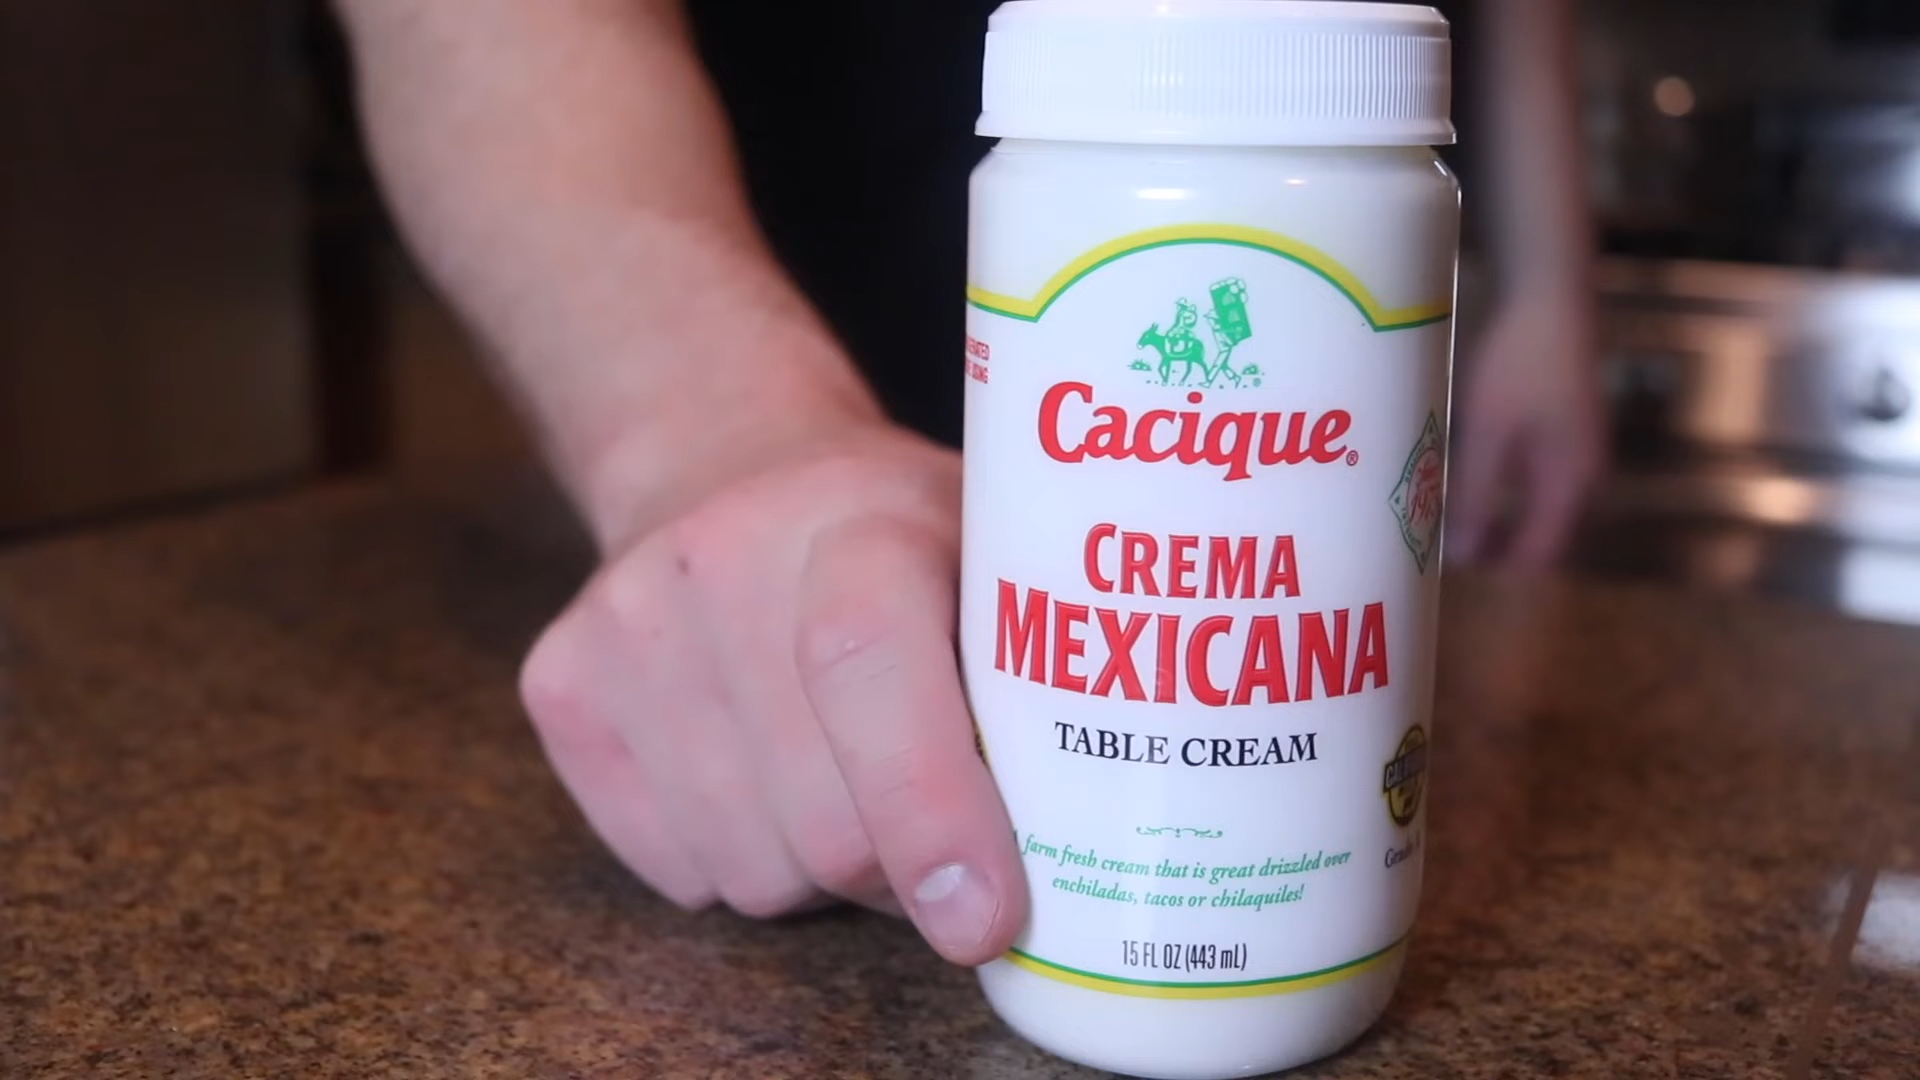 Cacique®
CREMA
MEXICANA
TABLE CREAM
farm fresh cream that is great drizzled over
enchiladas, tacos or chilaquiles!
15 FL OZ (443 mL)